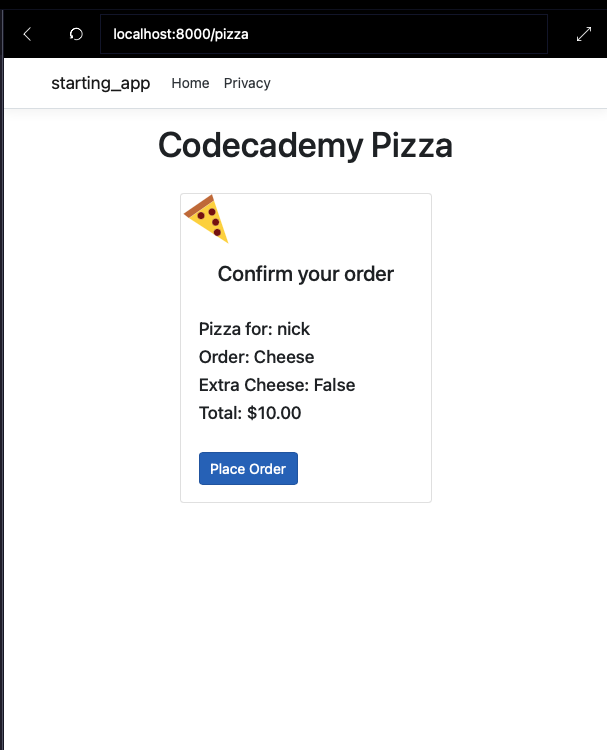 localhost:8000/pizza
starting_app Home Privacy
Codecademy Pizza
Confirm your order
Pizza for: nick
Order: Cheese
Extra Cheese: False
Total: $10.00
Place Order